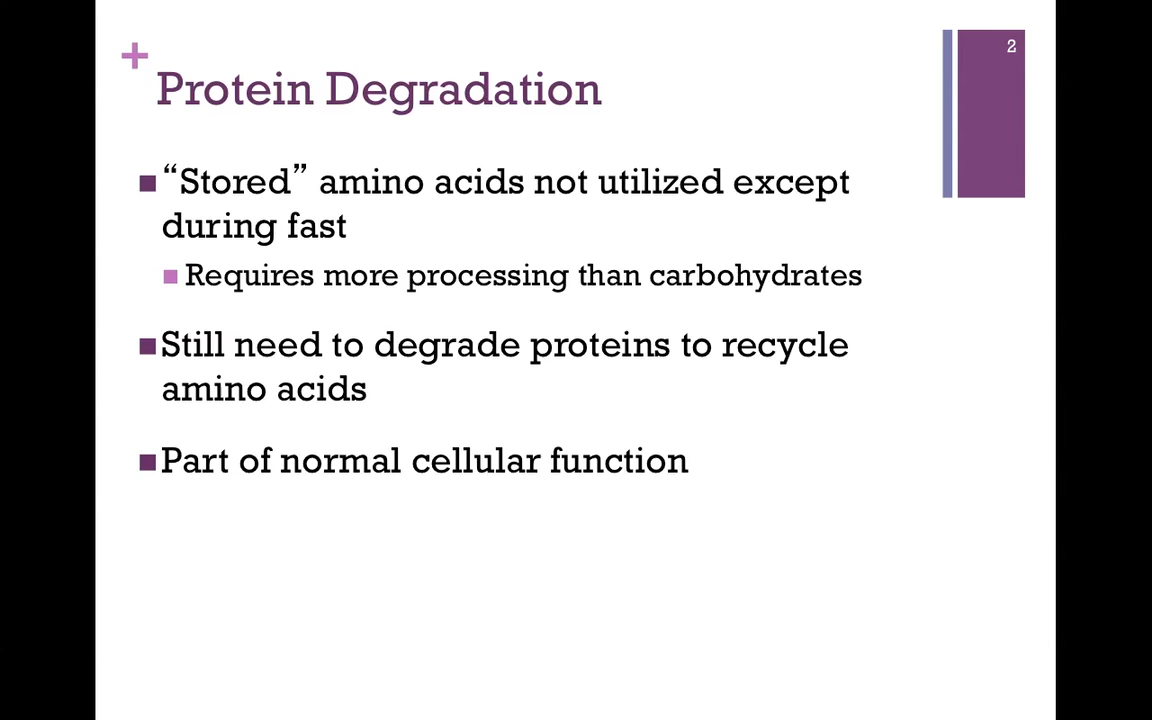 2
+
Protein Degradation
“Stored” amino acids not utilized except
during fast
Requires more processing than carbohydrates
Still need to degrade proteins to recycle
amino acids
Part of normal cellular function